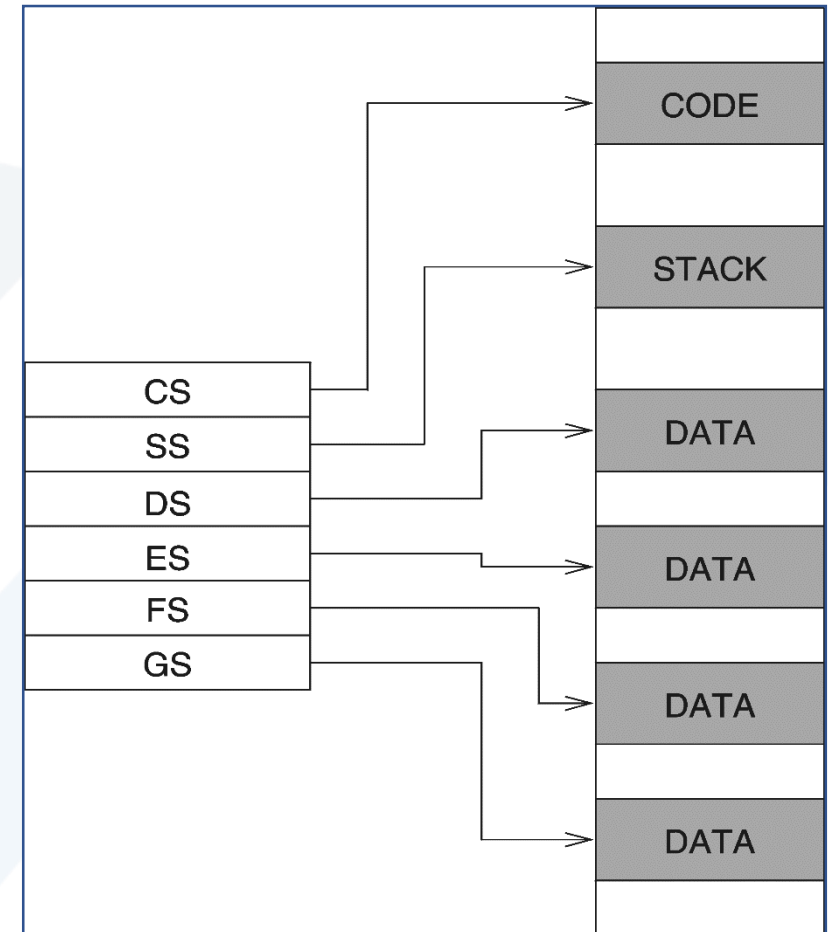 CODE
STACK
CS
SS
DS
ES
FS
GS
DATA
DATA
DATA
DATA